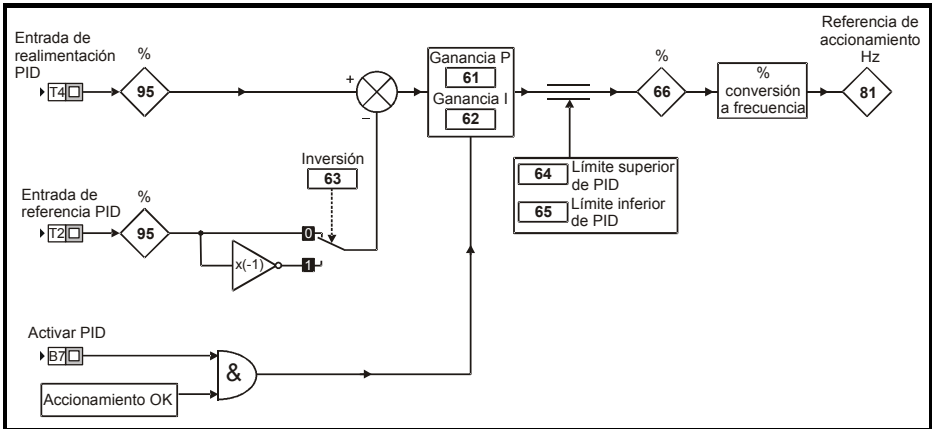 Entrada de
realimentación
PID
T4
%
95
+
–
Ganancia P
61
Ganancia I
62
%
66
%
conversión
a frecuencia
Referencia de
accionamiento
Hz
81
Inversión
63
64
Límite superior
de PID
65
Límite inferior
de PID
Entrada de
referencia PID
T2
%
95
0
x(-1)
1
Activar PID
B7
&
Accionamiento OK